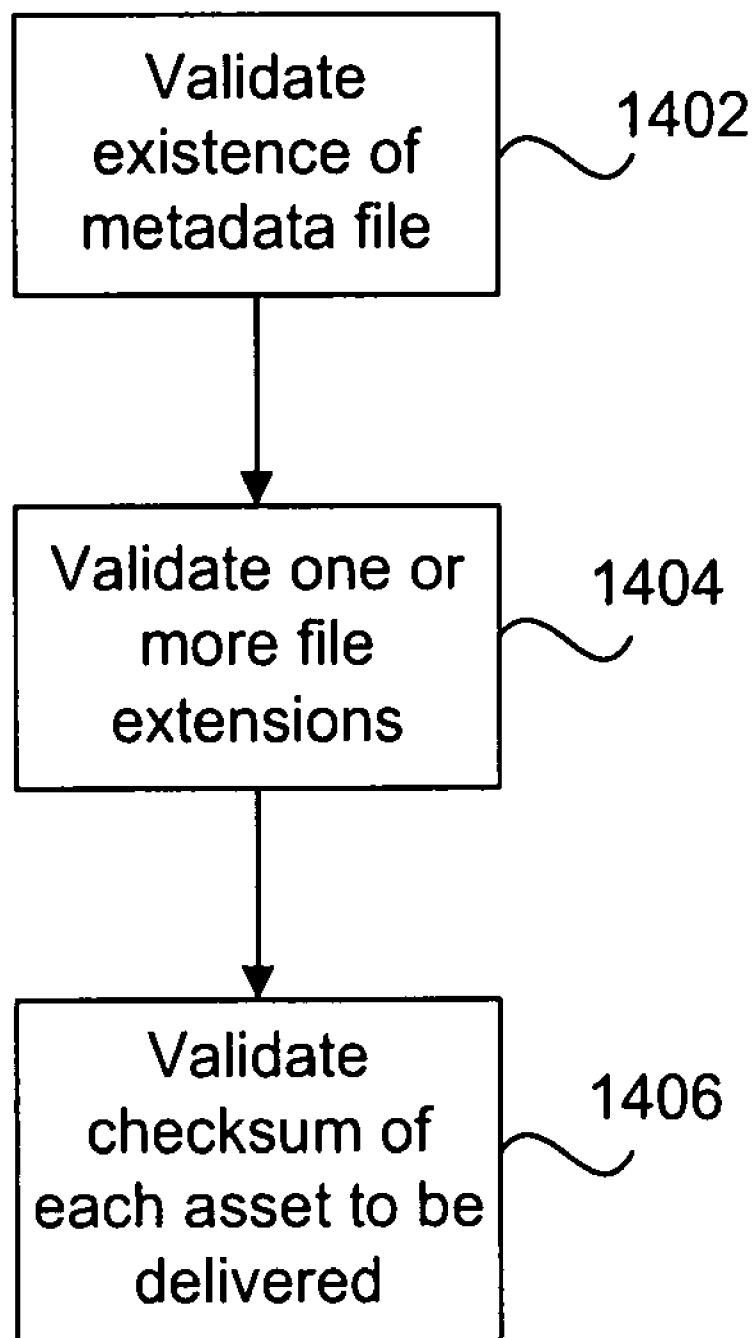 Validate
existence of
metadata file
1402
Validate one or
more file
extensions
1404
Validate
checksum of
each asset to be
delivered
1406